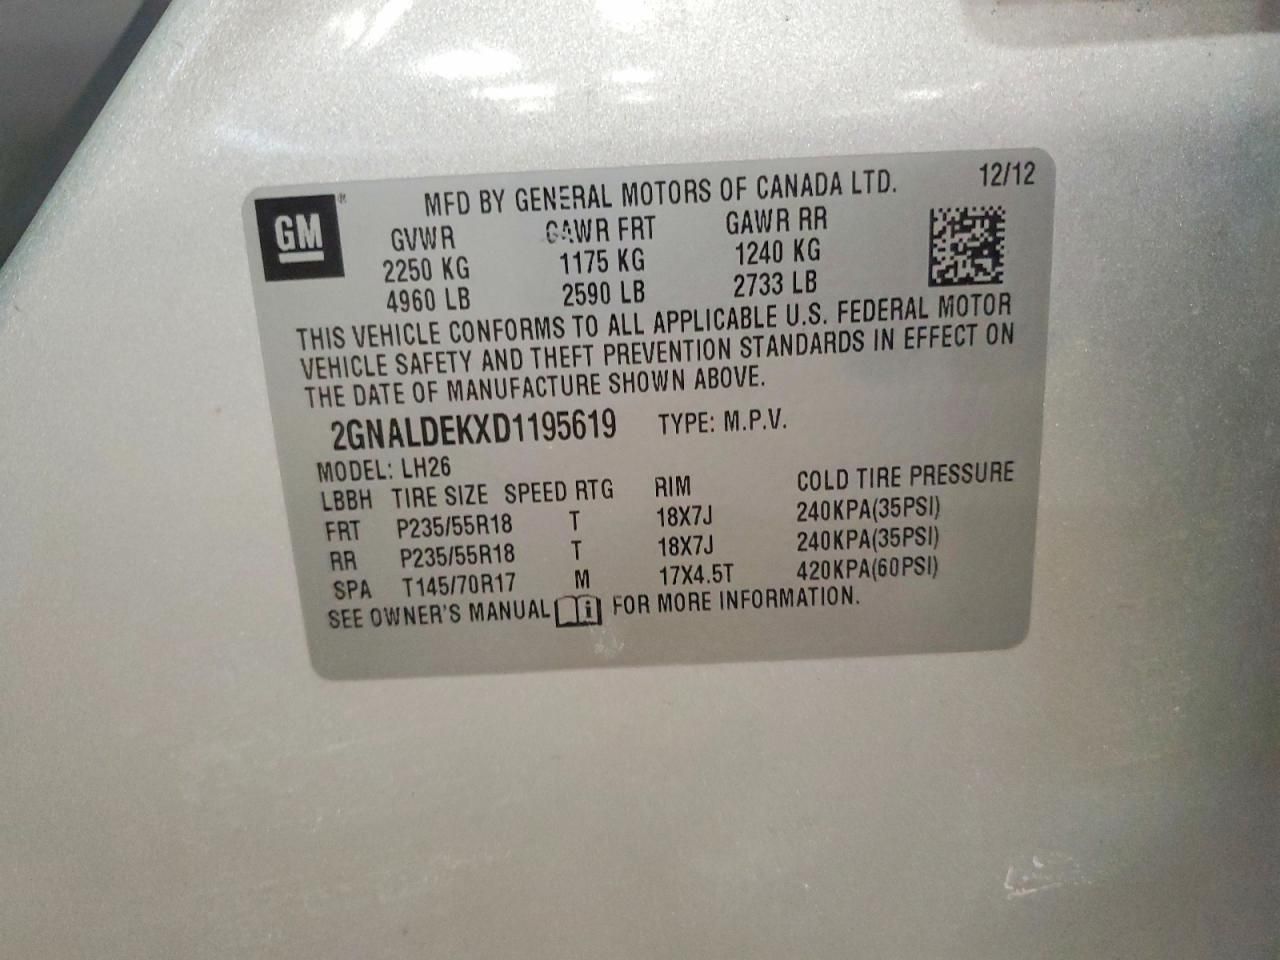 GM ® MFD BY GENERAL MOTORS OF CANADA LTD. 12/12
GVWR GAWR FRT GAWR RR
2250 KG 1175 KG 1240 KG
4960 LB 2590 LB 2733 LB
THIS VEHICLE CONFORMS TO ALL APPLICABLE U.S. FEDERAL MOTOR
VEHICLE SAFETY AND THEFT PREVENTION STANDARDS IN EFFECT ON
THE DATE OF MANUFACTURE SHOWN ABOVE.
2GNALDEKXD1195619 TYPE: M.P.V.
MODEL: LH26
LBBH TIRE SIZE SPEED RTG RIM COLD TIRE PRESSURE
FRT P235/55R18 T 18X7J 240KPA(35PSI)
RR P235/55R18 T 18X7J 240KPA(35PSI)
SPA T145/70R17 M 17X4.5T 420KPA(60PSI)
SEE OWNER'S MANUAL i FOR MORE INFORMATION.